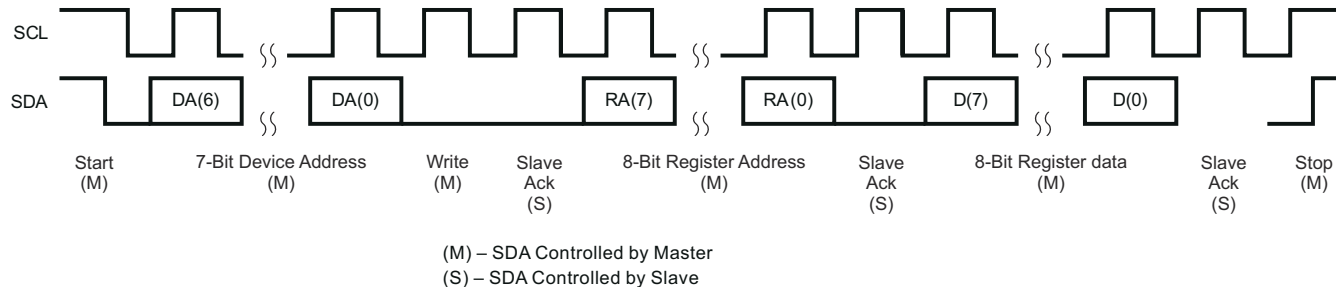 SCL
SDA
DA(6)
DA(0)
RA(7)
RA(0)
D(7)
D(0)
Start
(M)
7-Bit Device Address
(M)
Write
(M)
Slave
Ack
(S)
8-Bit Register Address
(M)
Slave
Ack
(S)
8-Bit Register data
(M)
Slave
Ack
(S)
Stop
(M)
(M) – SDA Controlled by Master
(S) – SDA Controlled by Slave